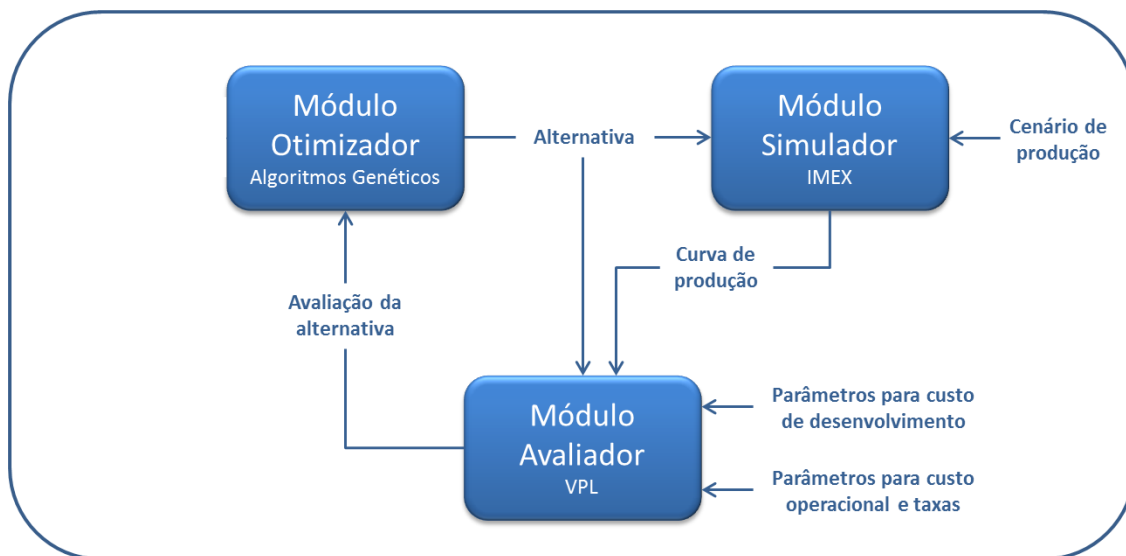 Módulo
Otimizador
Algoritmos Genéticos
Alternativa
Módulo
Simulador
IMEX
Cenário de
produção
Curva de
produção
Avaliação da
alternativa
Módulo
Avaliador
VPL
Parâmetros para custo
de desenvolvimento
Parâmetros para custo
operacional e taxas